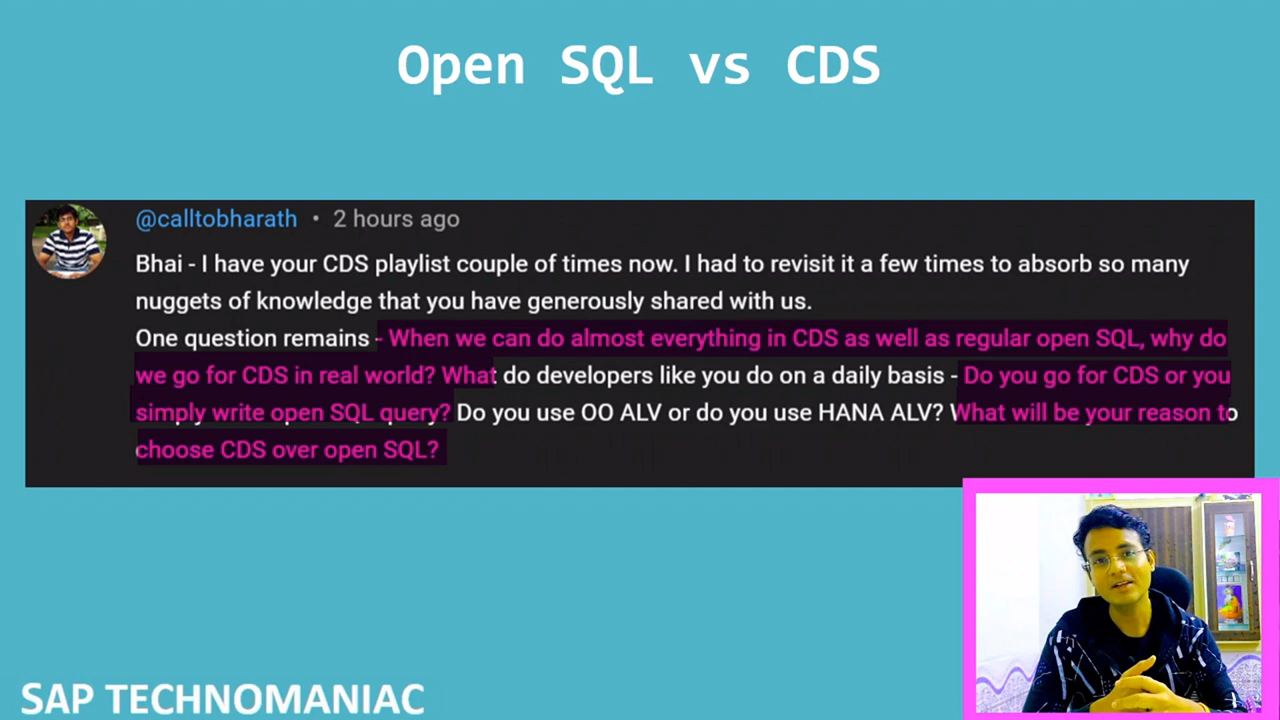 Open SQL vs CDS
@calltobharath • 2 hours ago
Bhai - I have your CDS playlist couple of times now. I had to revisit it a few times to absorb so many
nuggets of knowledge that you have generously shared with us.
One question remains - When we can do almost everything in CDS as well as regular open SQL, why do
we go for CDS in real world? What do developers like you do on a daily basis - Do you go for CDS or you
simply write open SQL query? Do you use OO ALV or do you use HANA ALV? What will be your reason to
choose CDS over open SQL?
SAP TECHNOMANIAC